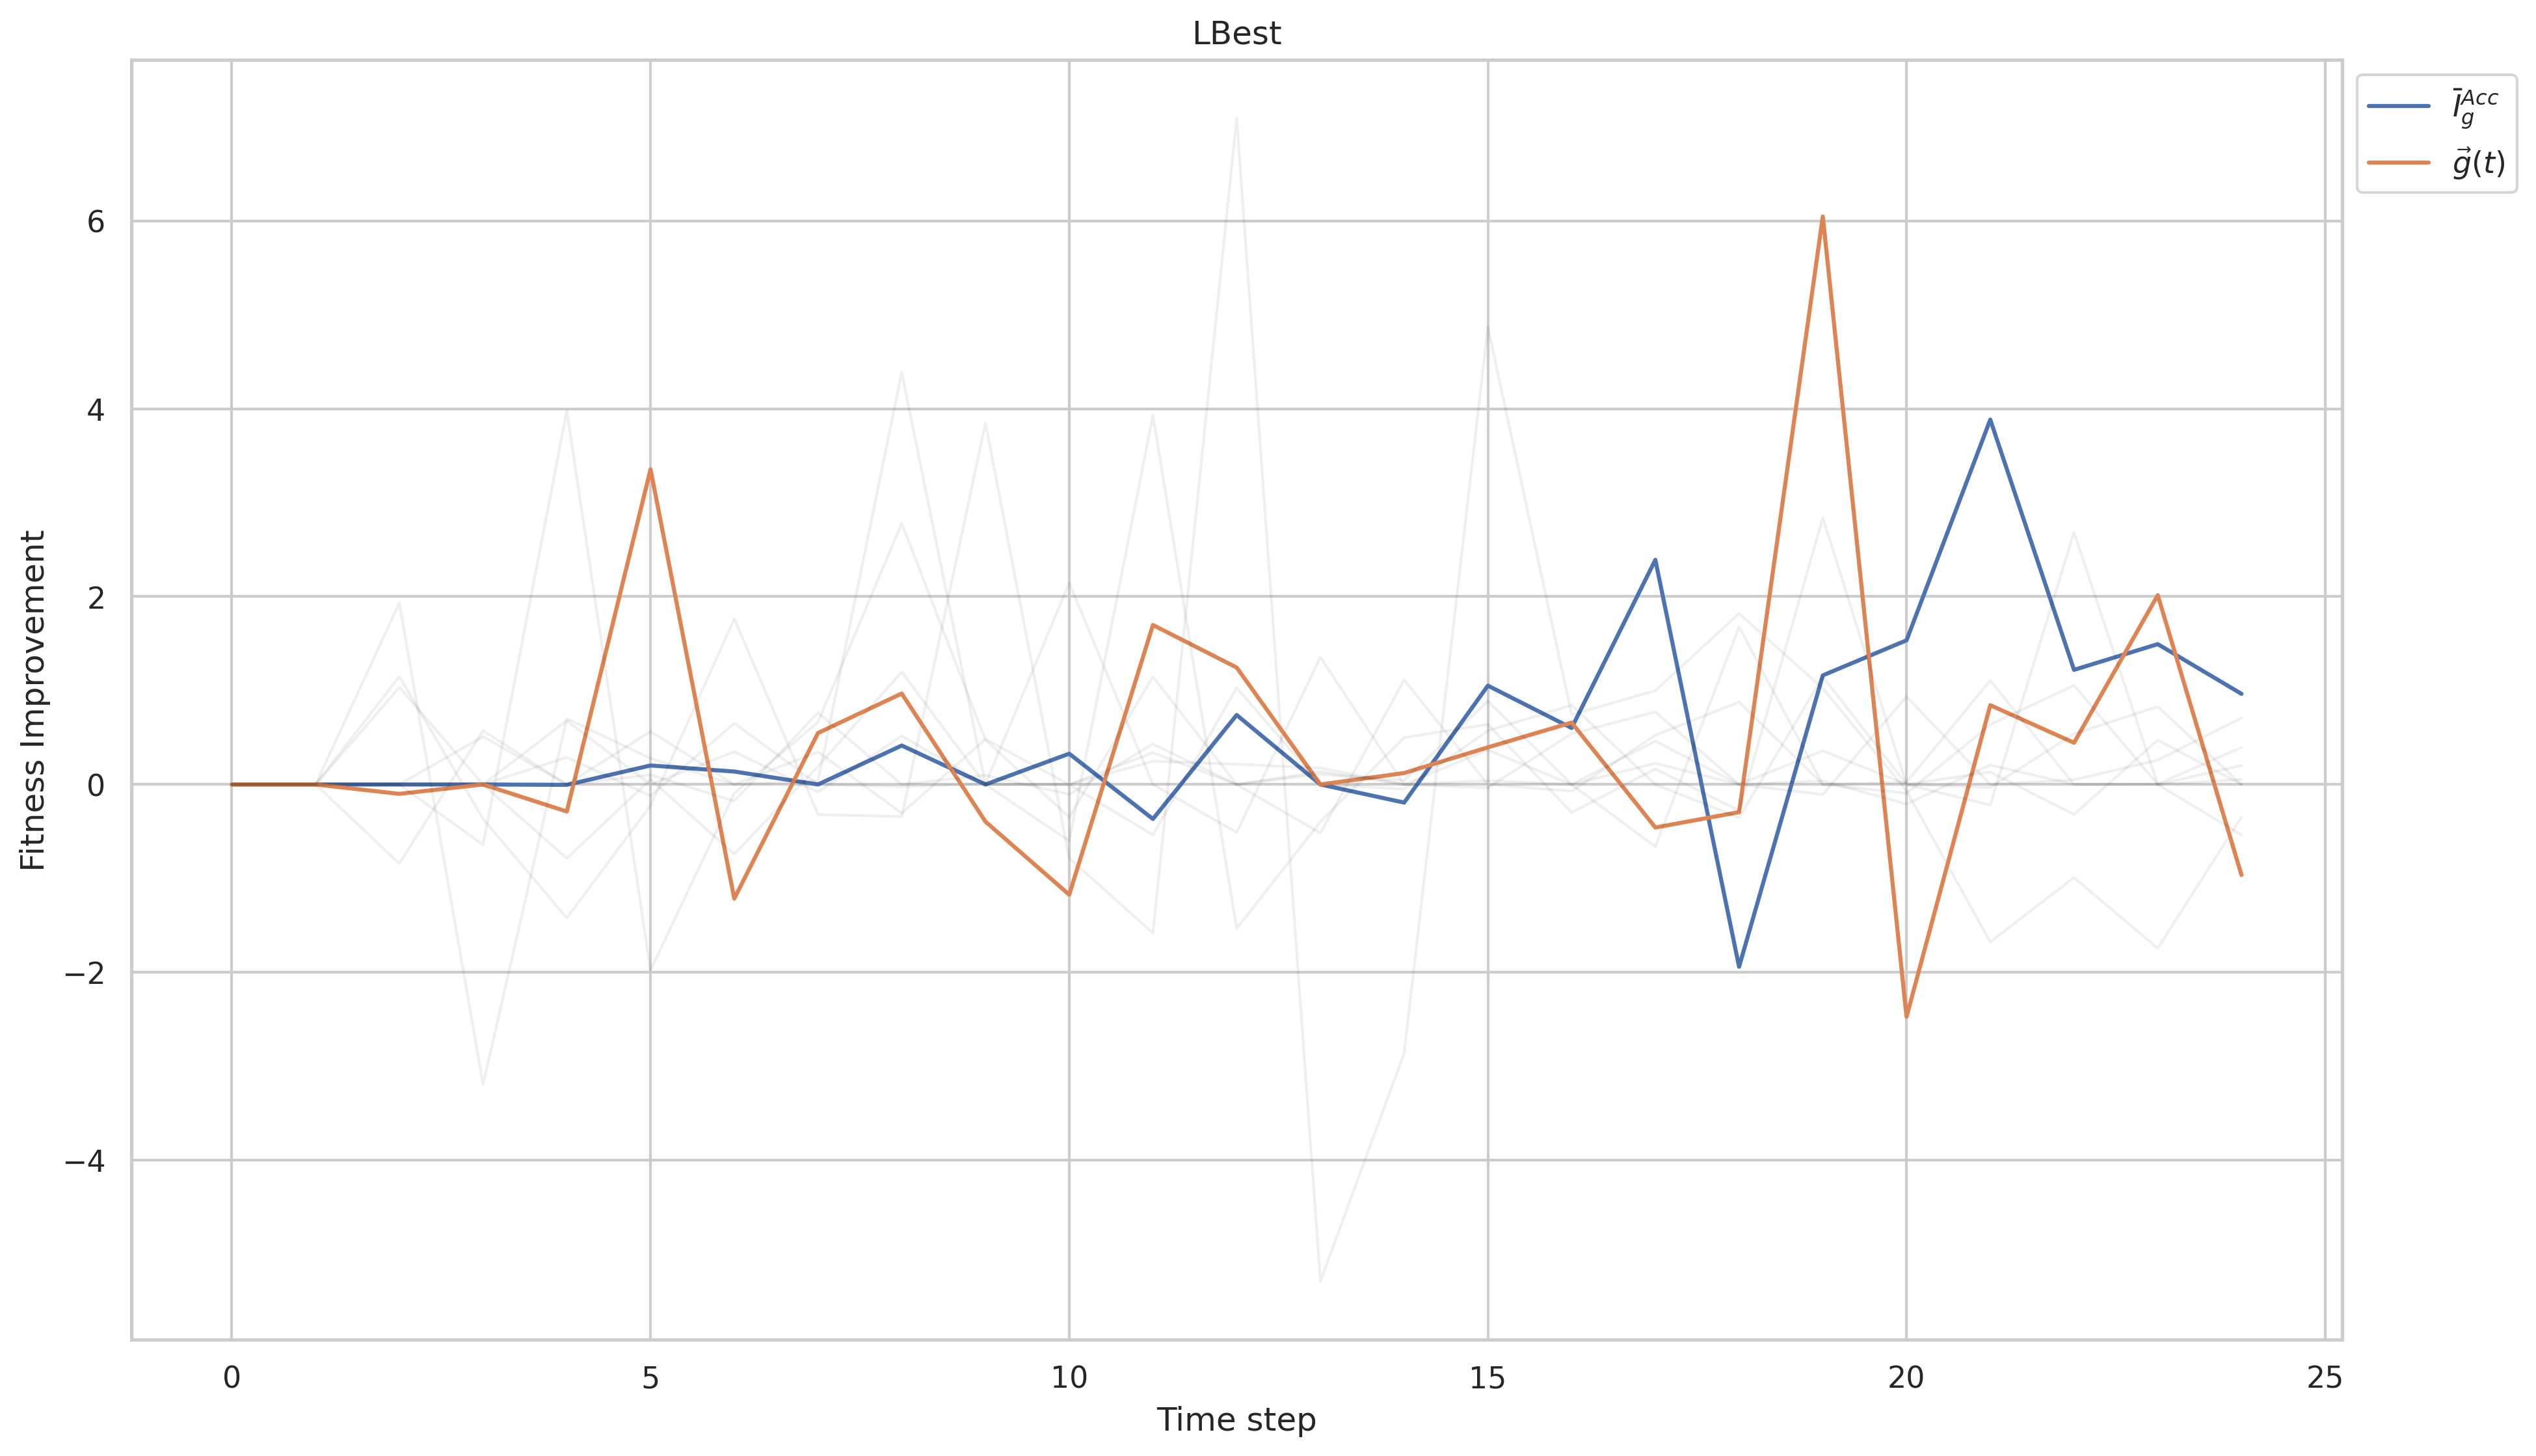 LBest
Fitness Improvement
6
4
2
0
−2
−4
0 5 10 15 20 25
Time step
$\bar{I}_g^{Acc}$
$\vec{g}(t)$